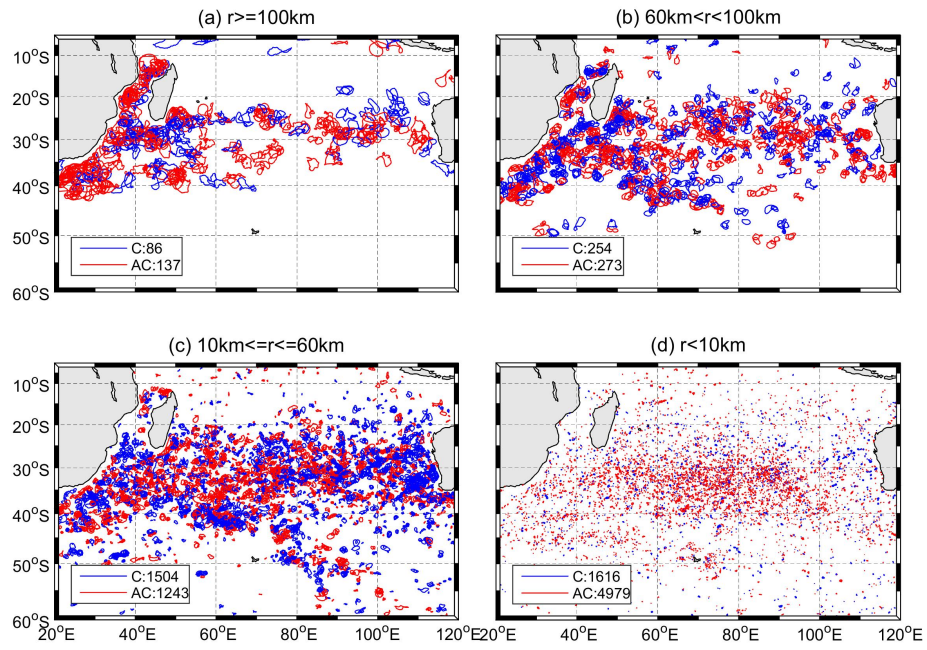 (a) r>=100km
10°S
20°S
30°S
40°S
50°S
60°S
C:86
AC:137
(b) 60km<r<100km
10°S
20°S
30°S
40°S
50°S
60°S
C:254
AC:273
(c) 10km<=r<=60km
10°S
20°S
30°S
40°S
50°S
60°S
C:1504
AC:1243
20°E 40°E 60°E 80°E 100°E 120°E
(d) r<10km
10°S
20°S
30°S
40°S
50°S
60°S
C:1616
AC:4979
20°E 40°E 60°E 80°E 100°E 120°E